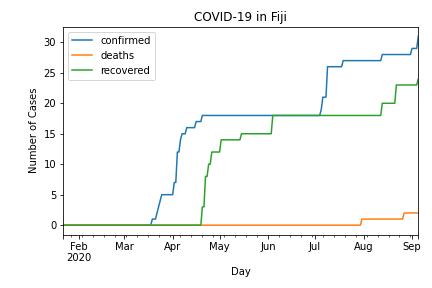 COVID-19 in Fiji
confirmed
deaths
recovered
Number of Cases
30
25
20
15
10
5
0
Feb Mar Apr May Jun Jul Aug Sep
2020
Day